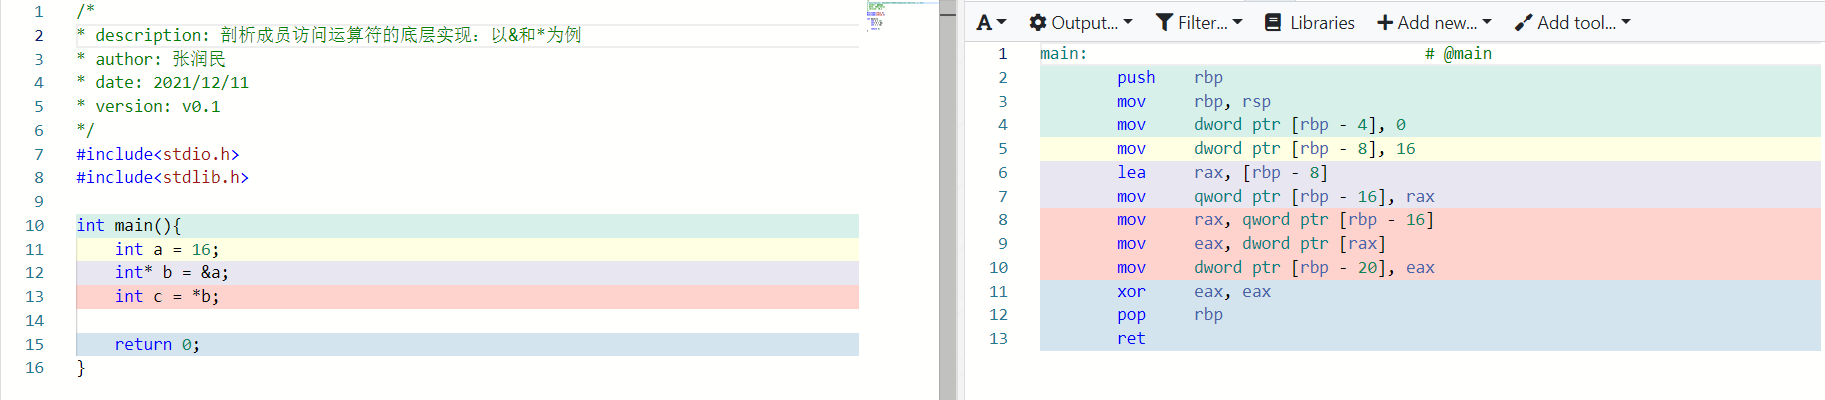 1 /*
2 * description: 剖析成员访问运算符的底层实现: 以&和*为例
3 * author: 张润民
4 * date: 2021/12/11
5 * version: v0.1
6 */
7 #include<stdio.h>
8 #include<stdlib.h>
9
10 int main(){
11     int a = 16;
12     int* b = &a;
13     int c = *b;
14
15     return 0;
16 }
A Output... Filter... Libraries + Add new... Add tool...
1 main:                                   # @main
2         push    rbp
3         mov     rbp, rsp
4         mov     dword ptr [rbp - 4], 0
5         mov     dword ptr [rbp - 8], 16
6         lea     rax, [rbp - 8]
7         mov     qword ptr [rbp - 16], rax
8         mov     rax, qword ptr [rbp - 16]
9         mov     eax, dword ptr [rax]
10         mov     dword ptr [rbp - 20], eax
11         xor     eax, eax
12         pop     rbp
13         ret